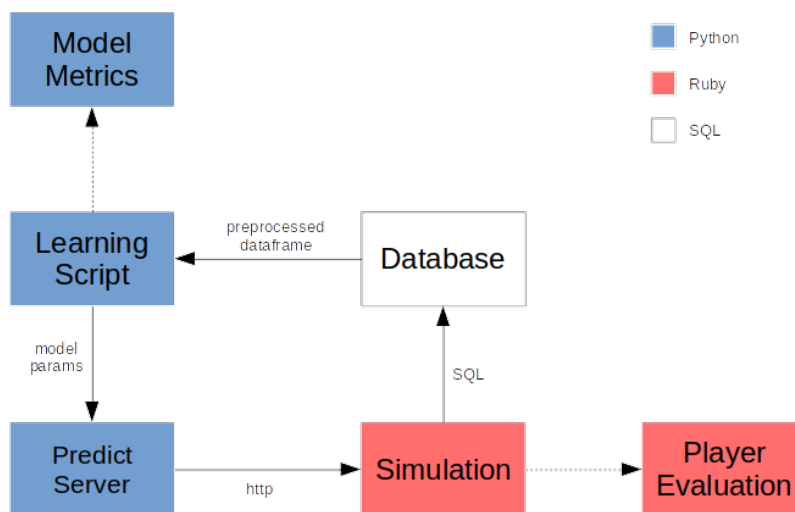 Model
Metrics
Python
Ruby
SQL
preprocessed
dataframe
Learning
Script
Database
model
params
SQL
Predict
Server
http
Simulation
Player
Evaluation